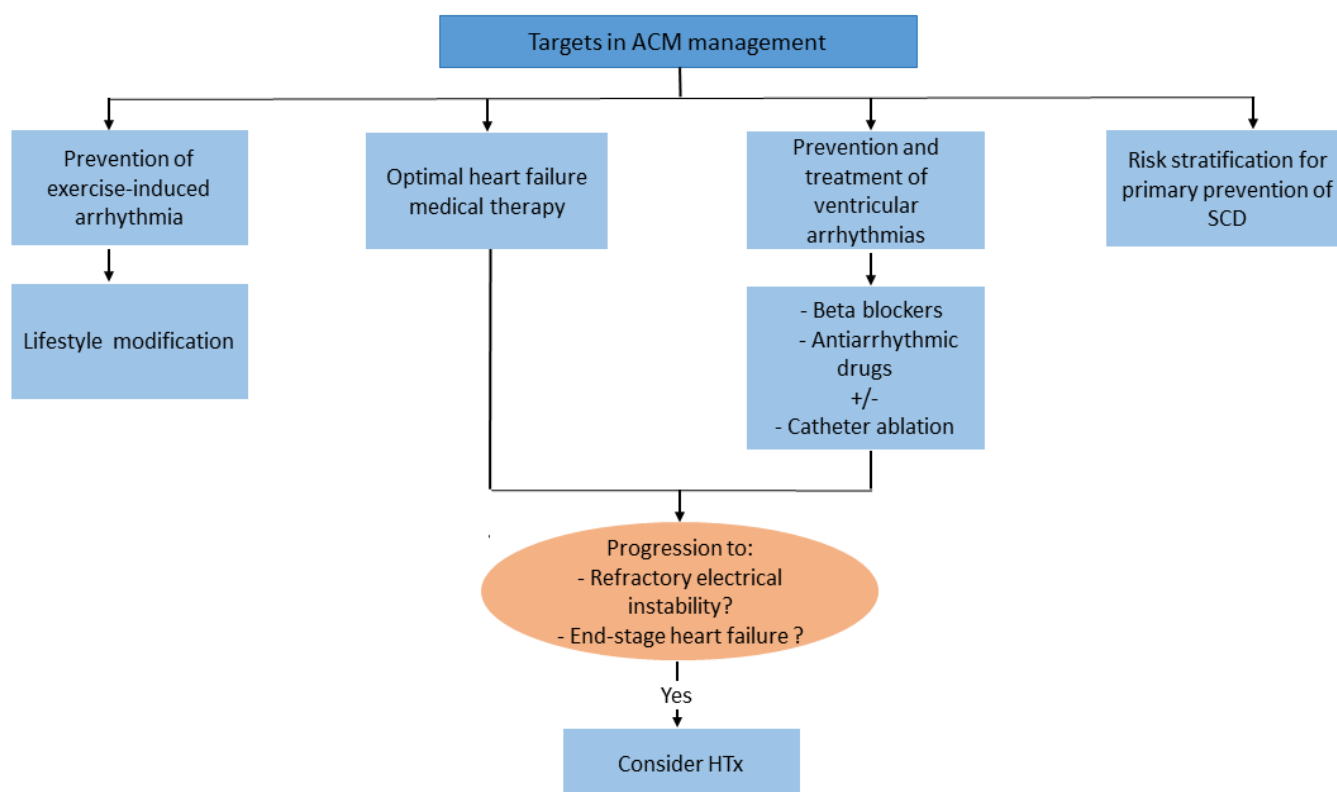 Targets in ACM management
Prevention of
exercise-induced
arrhythmia
Optimal heart failure
medical therapy
Prevention and
treatment of
ventricular
arrhythmias
Risk stratification for
primary prevention of
SCD
Lifestyle modification
- Beta blockers
- Antiarrhythmic
drugs
+/-
- Catheter ablation
Progression to:
- Refractory electrical
instability?
- End-stage heart failure ?
Yes
Consider HTx